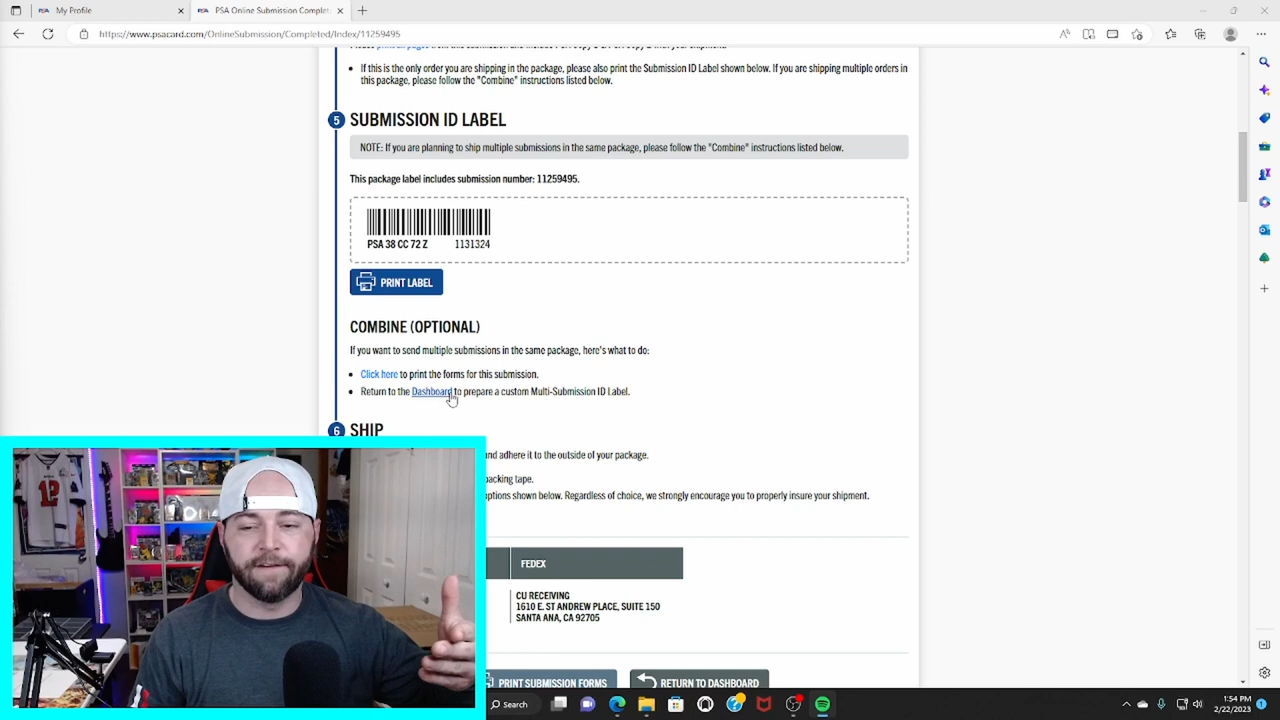 My Profile
PSA Online Submission Complet
https://www.psacard.com/OnlineSubmission/Completed/Index/11259495
If this is the only order you are shipping in the package, please also print the Submission ID Label shown below. If you are shipping multiple orders in
this package, please follow the "Combine" instructions listed below.
5
SUBMISSION ID LABEL
NOTE: If you are planning to ship multiple submissions in the same package, please follow the "Combine" instructions listed below.
This package label includes submission number: 11259495.
PSA 38 CC 72 Z 1131324
PRINT LABEL
COMBINE (OPTIONAL)
If you want to send multiple submissions in the same package, here's what to do:
Click here to print the forms for this submission.
Return to the Dashboard to prepare a custom Multi-Submission ID Label.
6
SHIP
and adhere it to the outside of your package.
packing tape.
options shown below. Regardless of choice, we strongly encourage you to properly insure your shipment.
FEDEX
CU RECEIVING
1610 E. ST ANDREW PLACE, SUITE 150
SANTA ANA, CA 92705
PRINT SUBMISSION FORMS
RETURN TO DASHBOARD
12
Search
1:54 PM
2/22/2023